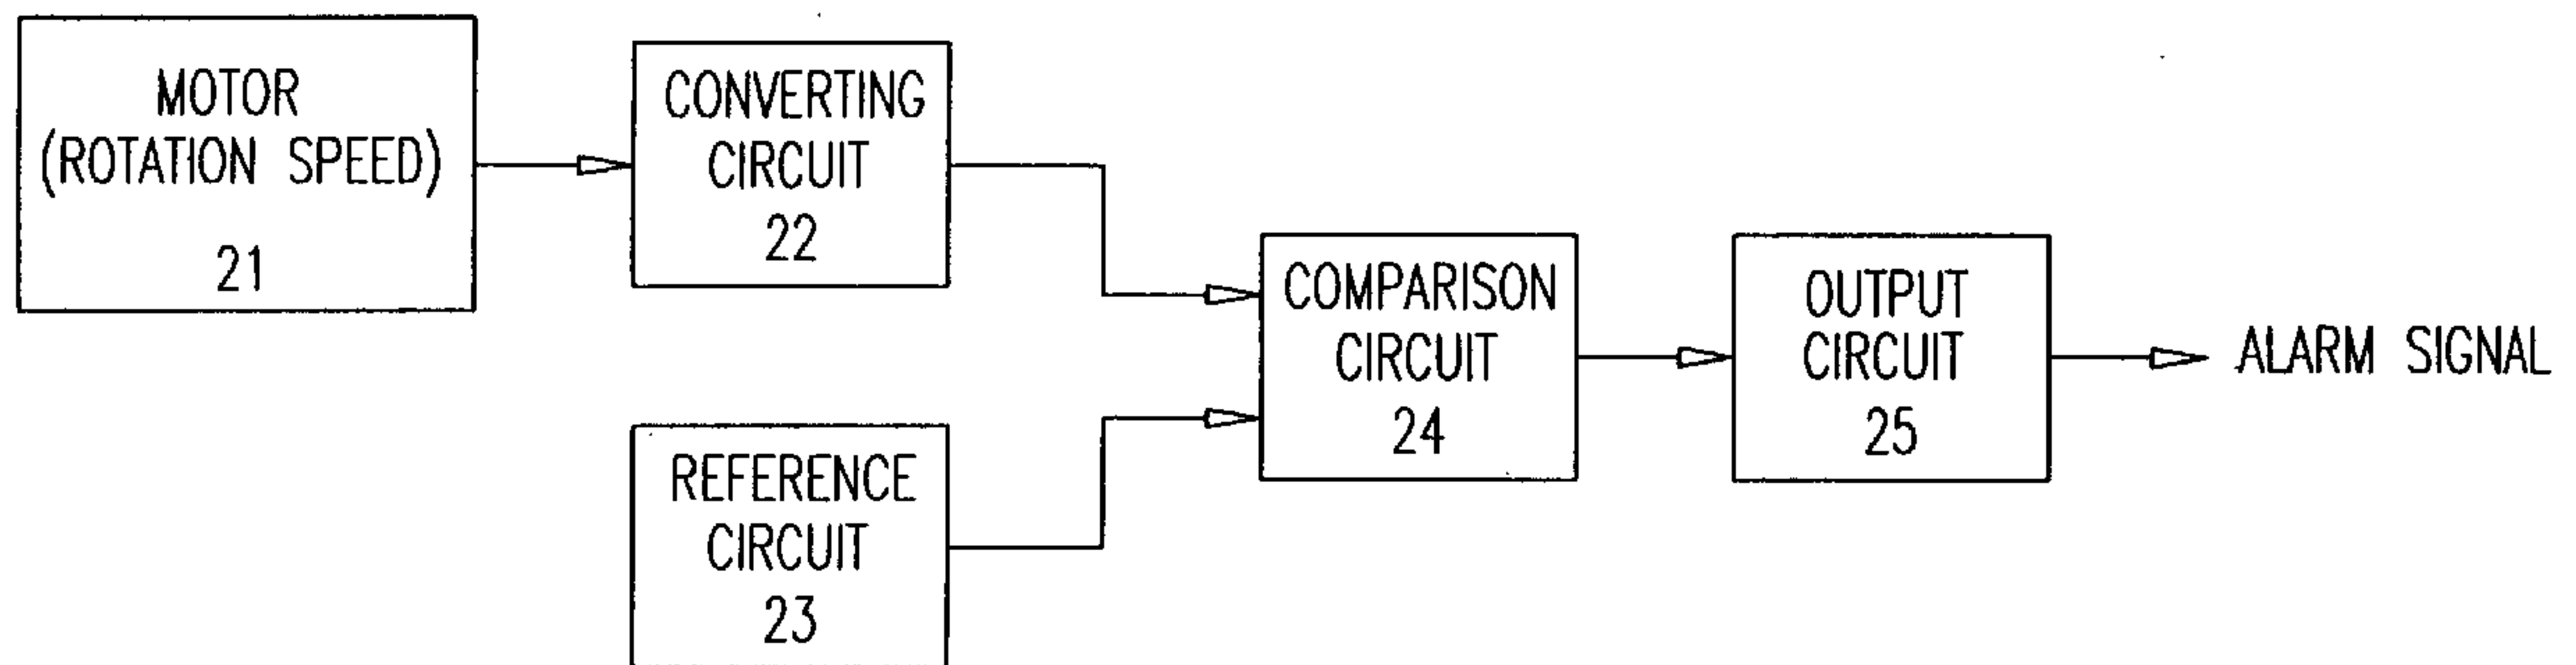 MOTOR
(ROTATION SPEED)
21
CONVERTING
CIRCUIT
22
REFERENCE
CIRCUIT
23
COMPARISON
CIRCUIT
24
OUTPUT
CIRCUIT
25
ALARM SIGNAL